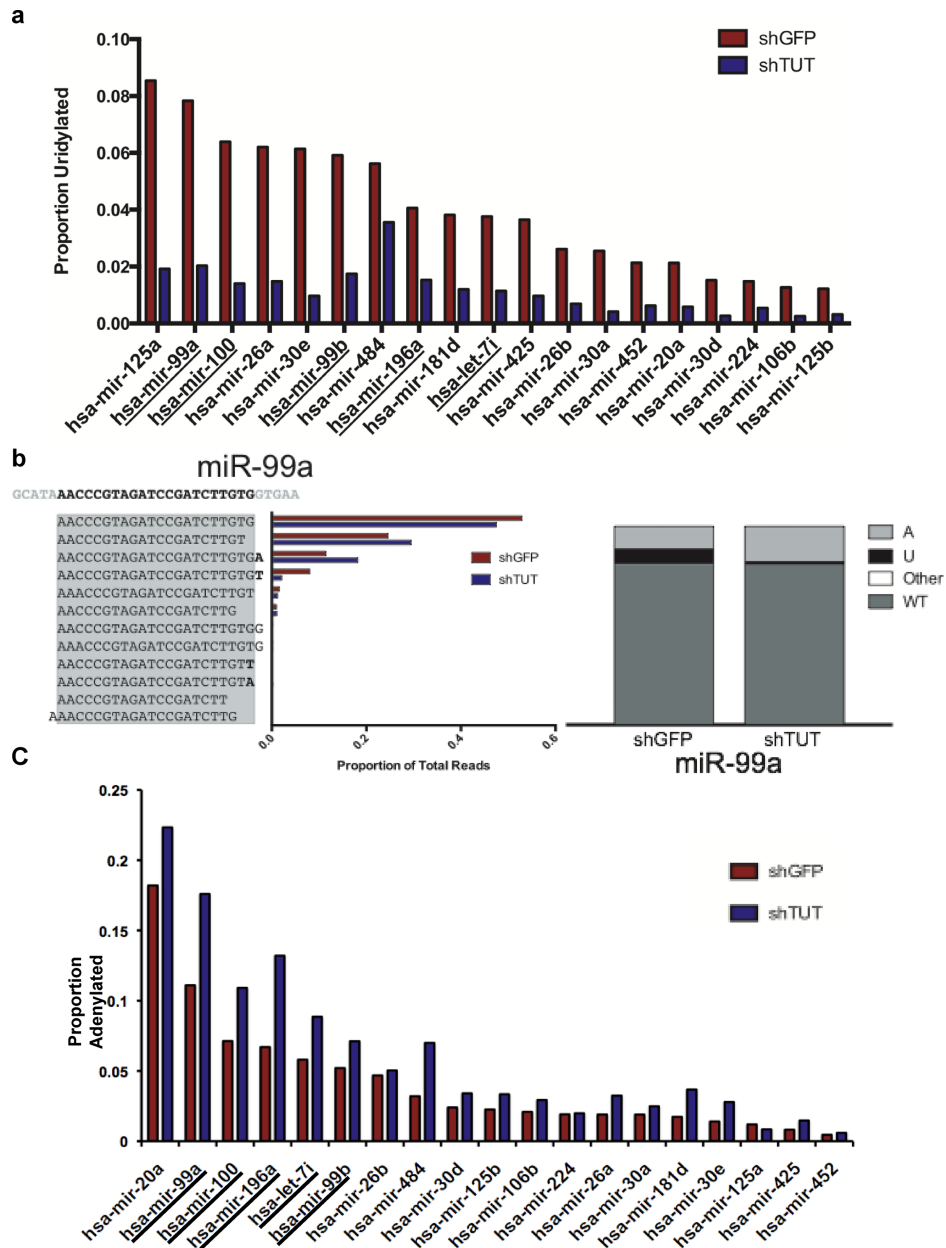 a
0.10
0.08
0.06
0.04
0.02
0.00
Proportion Uridylated
shGFP
shTUT
hsa-mir-125a
hsa-mir-99a
hsa-mir-100
hsa-mir-26a
hsa-mir-30e
hsa-mir-99b
hsa-mir-484
hsa-mir-196a
hsa-mir-181d
hsa-let-7i
hsa-mir-425
hsa-mir-26b
hsa-mir-30a
hsa-mir-452
hsa-mir-20a
hsa-mir-30d
hsa-mir-224
hsa-mir-106b
hsa-mir-125b
b
miR-99a
GCATAAACCCGTAGATCCGATCTTGTGGTGAA
AACCCGTAGATCCGATCTTGTG
AACCCGTAGATCCGATCTTGT
AACCCGTAGATCCGATCTTGTGA
AACCCGTAGATCCGATCTTGTGT
AAACCCGTAGATCCGATCTTGT
AACCCGTAGATCCGATCTTG
AACCCGTAGATCCGATCTTGTGG
AAACCCGTAGATCCGATCTTGTG
AACCCGTAGATCCGATCTTGTT
AACCCGTAGATCCGATCTTGTA
AACCCGTAGATCCGATCTT
AAACCCGTAGATCCGATCTTG
shGFP
shTUT
0.0
0.2
0.4
0.6
Proportion of Total Reads
A
U
Other
WT
shGFP
shTUT
miR-99a
C
0.25
0.2
0.15
0.1
0.05
0
Proportion
Adenylated
shGFP
shTUT
hsa-mir-20a
hsa-mir-99a
hsa-mir-100
hsa-mir-196a
hsa-let-7i
hsa-mir-99b
hsa-mir-26b
hsa-mir-484
hsa-mir-30d
hsa-mir-125b
hsa-mir-106b
hsa-mir-224
hsa-mir-26a
hsa-mir-30a
hsa-mir-181d
hsa-mir-30e
hsa-mir-125a
hsa-mir-425
hsa-mir-452